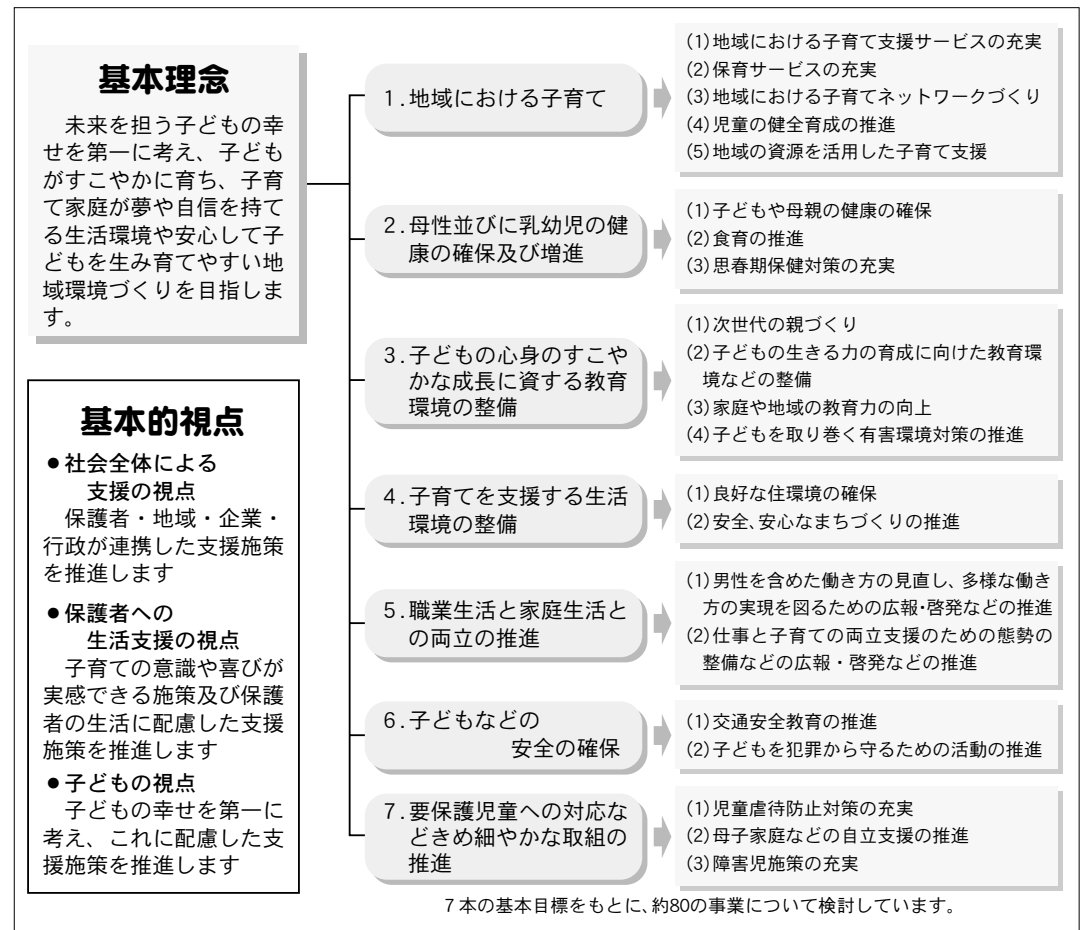 基本理念
未来を担う子どもの幸
せを第一に考え、子ども
がすこやかに育ち、子育
て家庭が夢や自信を持て
る生活環境や安心して子
どもを生み育てやすい地
域環境づくりを目指しま
す。
基本的視点
●社会全体による
支援の視点
保護者・地域・企業・
行政が連携した支援施策
を推進します
●保護者への
生活支援の視点
子育ての意識や喜びが
実感できる施策及び保護
者の生活に配慮した支援
施策を推進します
●子どもの視点
子どもの幸せを第一に
考え、これに配慮した支
援施策を推進します
1.地域における子育て
(1)地域における子育て支援サービスの充実
(2)保育サービスの充実
(3)地域における子育てネットワークづくり
(4)児童の健全育成の推進
(5)地域の資源を活用した子育て支援
2.母性並びに乳幼児の健
康の確保及び増進
(1)子どもや母親の健康の確保
(2)食育の推進
(3)思春期保健対策の充実
3.子どもの心身のすこや
かな成長に資する教育
環境の整備
(1)次世代の親づくり
(2)子どもの生きる力の育成に向けた教育環
境などの整備
(3)家庭や地域の教育力の向上
(4)子どもを取り巻く有害環境対策の推進
4.子育てを支援する生活
環境の整備
(1)良好な住環境の確保
(2)安全、安心なまちづくりの推進
5.職業生活と家庭生活と
の両立の推進
(1)男性を含めた働き方の見直し、多様な働き
方の実現を図るための広報・啓発などの推進
(2)仕事と子育ての両立支援のための態勢の
整備などの広報・啓発などの推進
6.子どもなどの
安全の確保
(1)交通安全教育の推進
(2)子どもを犯罪から守るための活動の推進
7.要保護児童への対応な
どきめ細やかな取組の
推進
(1)児童虐待防止対策の充実
(2)母子家庭などの自立支援の推進
(3)障害児施策の充実
7本の基本目標をもとに、約80の事業について検討しています。